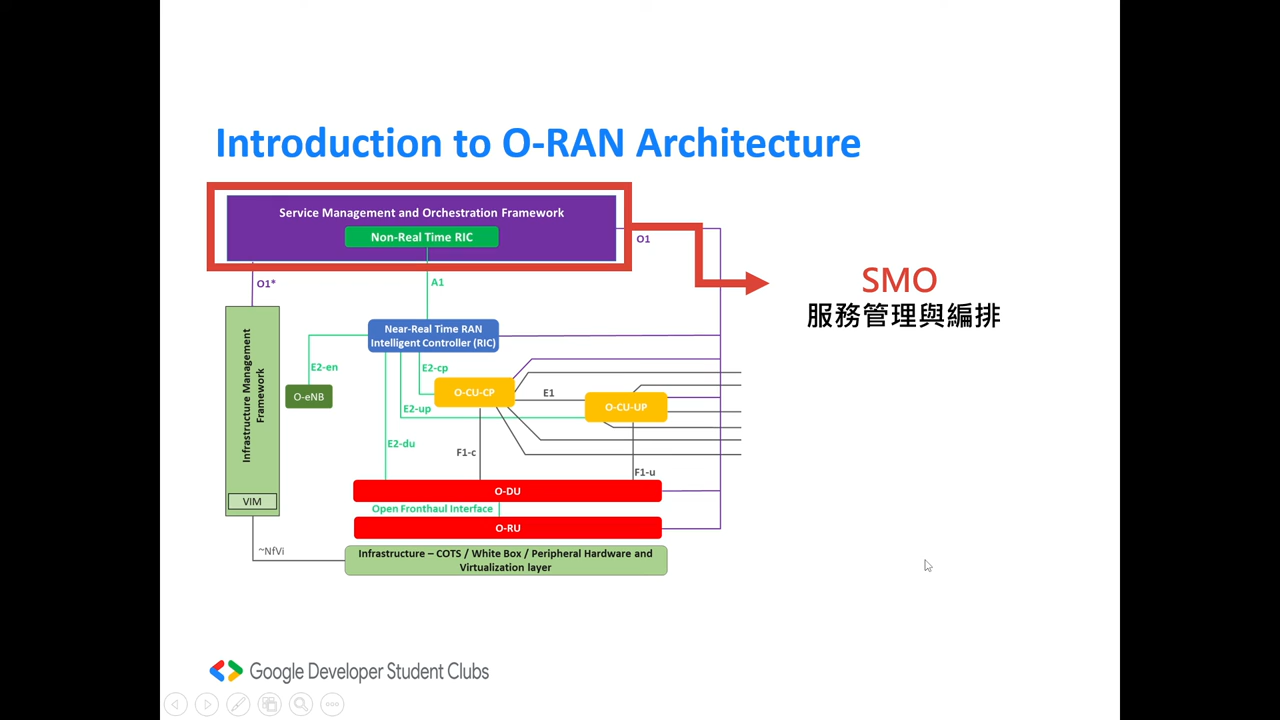 Introduction to O-RAN Architecture
Service Management and Orchestration Framework
Non-Real Time RIC
O1
SMO
服務管理與編排
O1*
A1
Near-Real Time RAN
Intelligent Controller (RIC)
Infrastructure Management
Framework
E2-en
E2-cp
O-eNB
O-CU-CP
E1
O-CU-UP
E2-up
E2-du
F1-c
F1-u
VIM
O-DU
Open Fronthaul Interface
O-RU
~NfVi
Infrastructure – COTS / White Box / Peripheral Hardware and
Virtualization layer
Google Developer Student Clubs